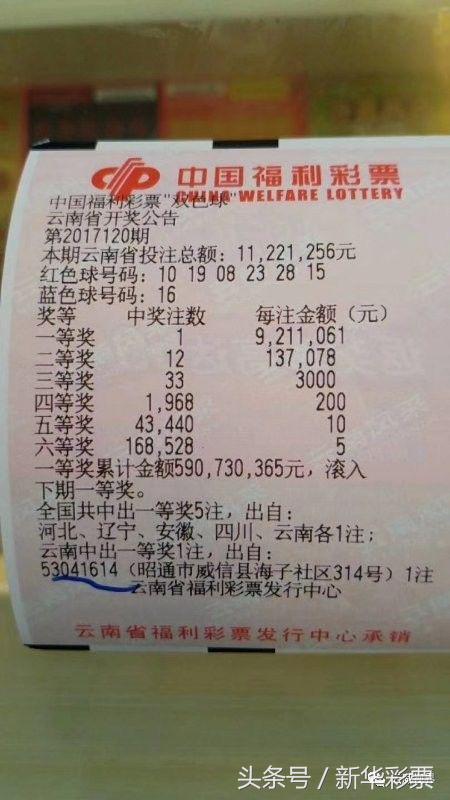 中国福利彩票
CHINA WELFARE LOTTERY
中国福利彩票"双色球"
云南省开奖公告
第2017120期
本期云南省投注总额：11,221,256元
红色球号码：10 19 08 23 28 15
蓝色球号码：16
奖等 中奖注数 每注金额（元）
一等奖 1 9,211,061
二等奖 12 137,078
三等奖 33 3000
四等奖 1,968 200
五等奖 43,440 10
六等奖 168,528 5
一等奖累计金额590,730,365元，滚入
下期一等奖。
全国共中出一等奖5注，出自：
河北、辽宁、安徽、四川、云南各1注；
云南中出一等奖1注，出自：
53041614（昭通市威信县海子社区314号）1注
云南省福利彩票发行中心
云南省福利彩票发行中心承销
头条号／新华彩票